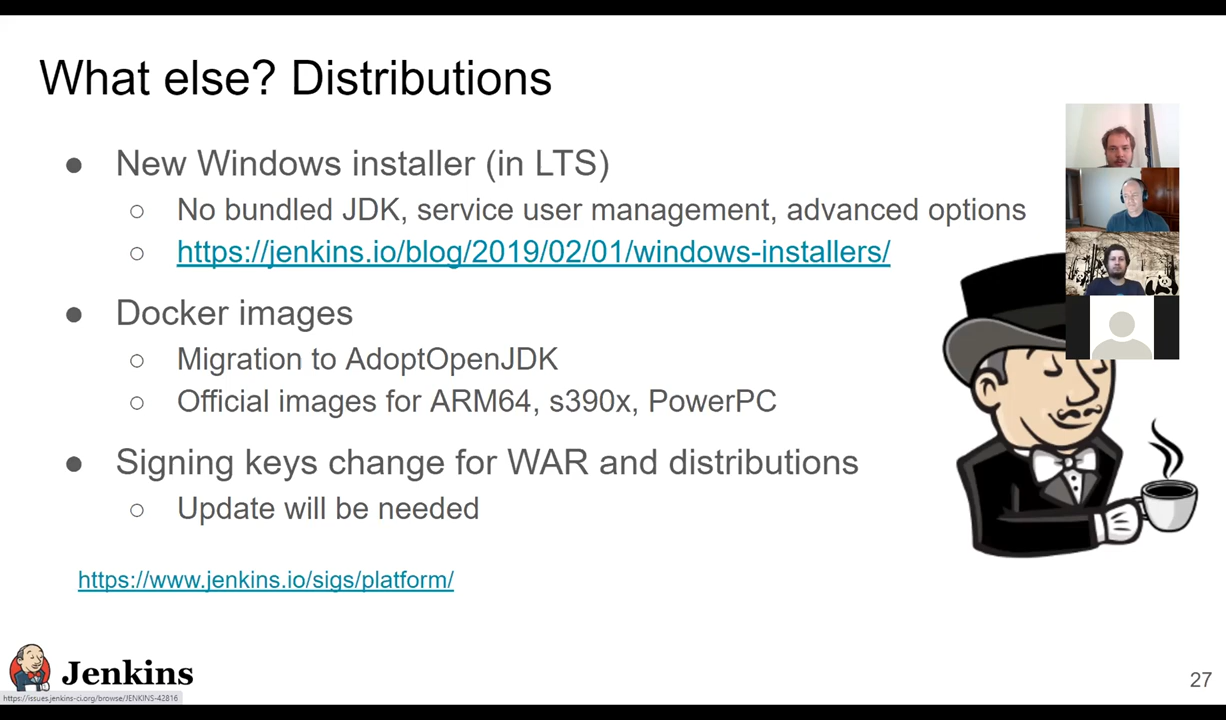 What else? Distributions
● New Windows installer (in LTS)
○ No bundled JDK, service user management, advanced options
○ https://jenkins.io/blog/2019/02/01/windows-installers/
● Docker images
○ Migration to AdoptOpenJDK
○ Official images for ARM64, s390x, PowerPC
● Signing keys change for WAR and distributions
○ Update will be needed
https://www.jenkins.io/sigs/platform/
Jenkins
27
https://issues.jenkins-ci.org/browse/JENKINS-42816